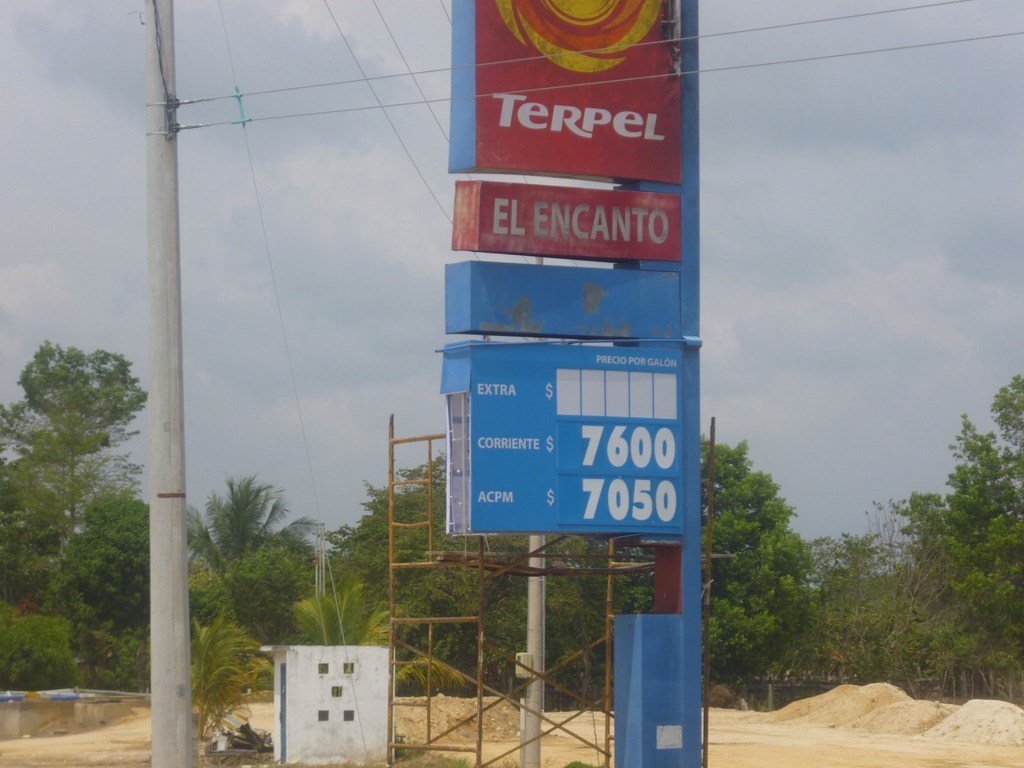 TERPEL
EL ENCANTO
PRECIO POR GALÓN
EXTRA $
CORRIENTE $ 7600
ACPM $ 7050